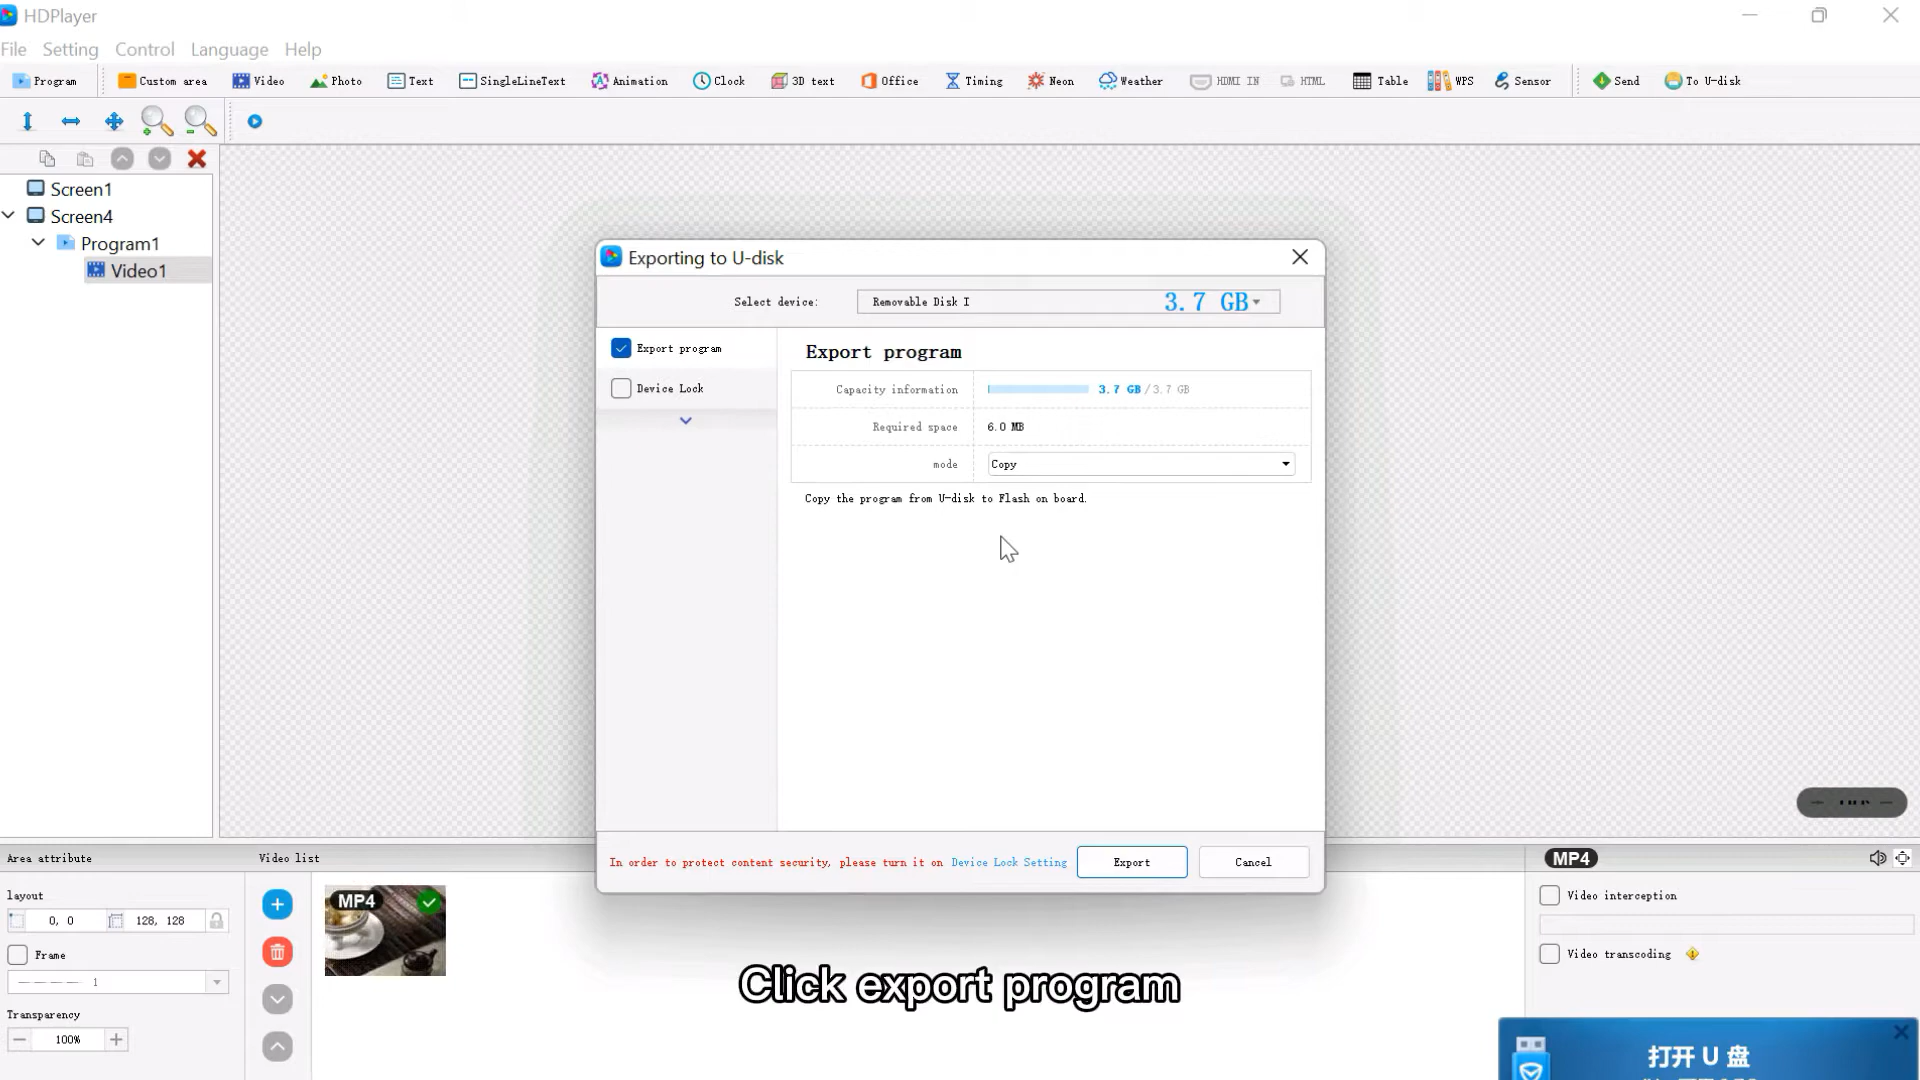 HDPlayer
File Setting Control Language Help
Program Custom area Video Photo Text SingleLineText Animation Clock 3D text Office Timing Neon Weather HDMI IN HTML Table WPS Sensor Send To U-disk
Screen1
Screen4
Program1
Video1
Exporting to U-disk
Select device: Removable Disk I 3.7 GB
Export program
Device Lock
Export program
Capacity information 3.7 GB /3.7 GB
Required space 6.0 MB
mode Copy
Copy the program from U-disk to Flash on board.
In order to protect content security, please turn it on Device Lock Setting Export Cancel
Area attribute
layout
0, 0 128, 128
Frame
1
Transparency
100%
Video list
MP4
MP4
Video interception
Video transcoding
Click export program
打开 U 盘